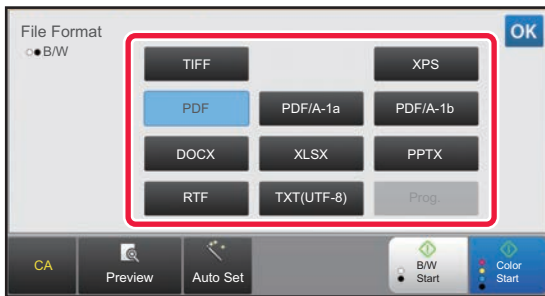 File Format
OK
B/W
TIFF
XPS
PDF
PDF/A-1a
PDF/A-1b
DOCX
XLSX
PPTX
RTF
TXT(UTF-8)
Prog.
CA
Preview
Auto Set
B/W
Start
Color
Start